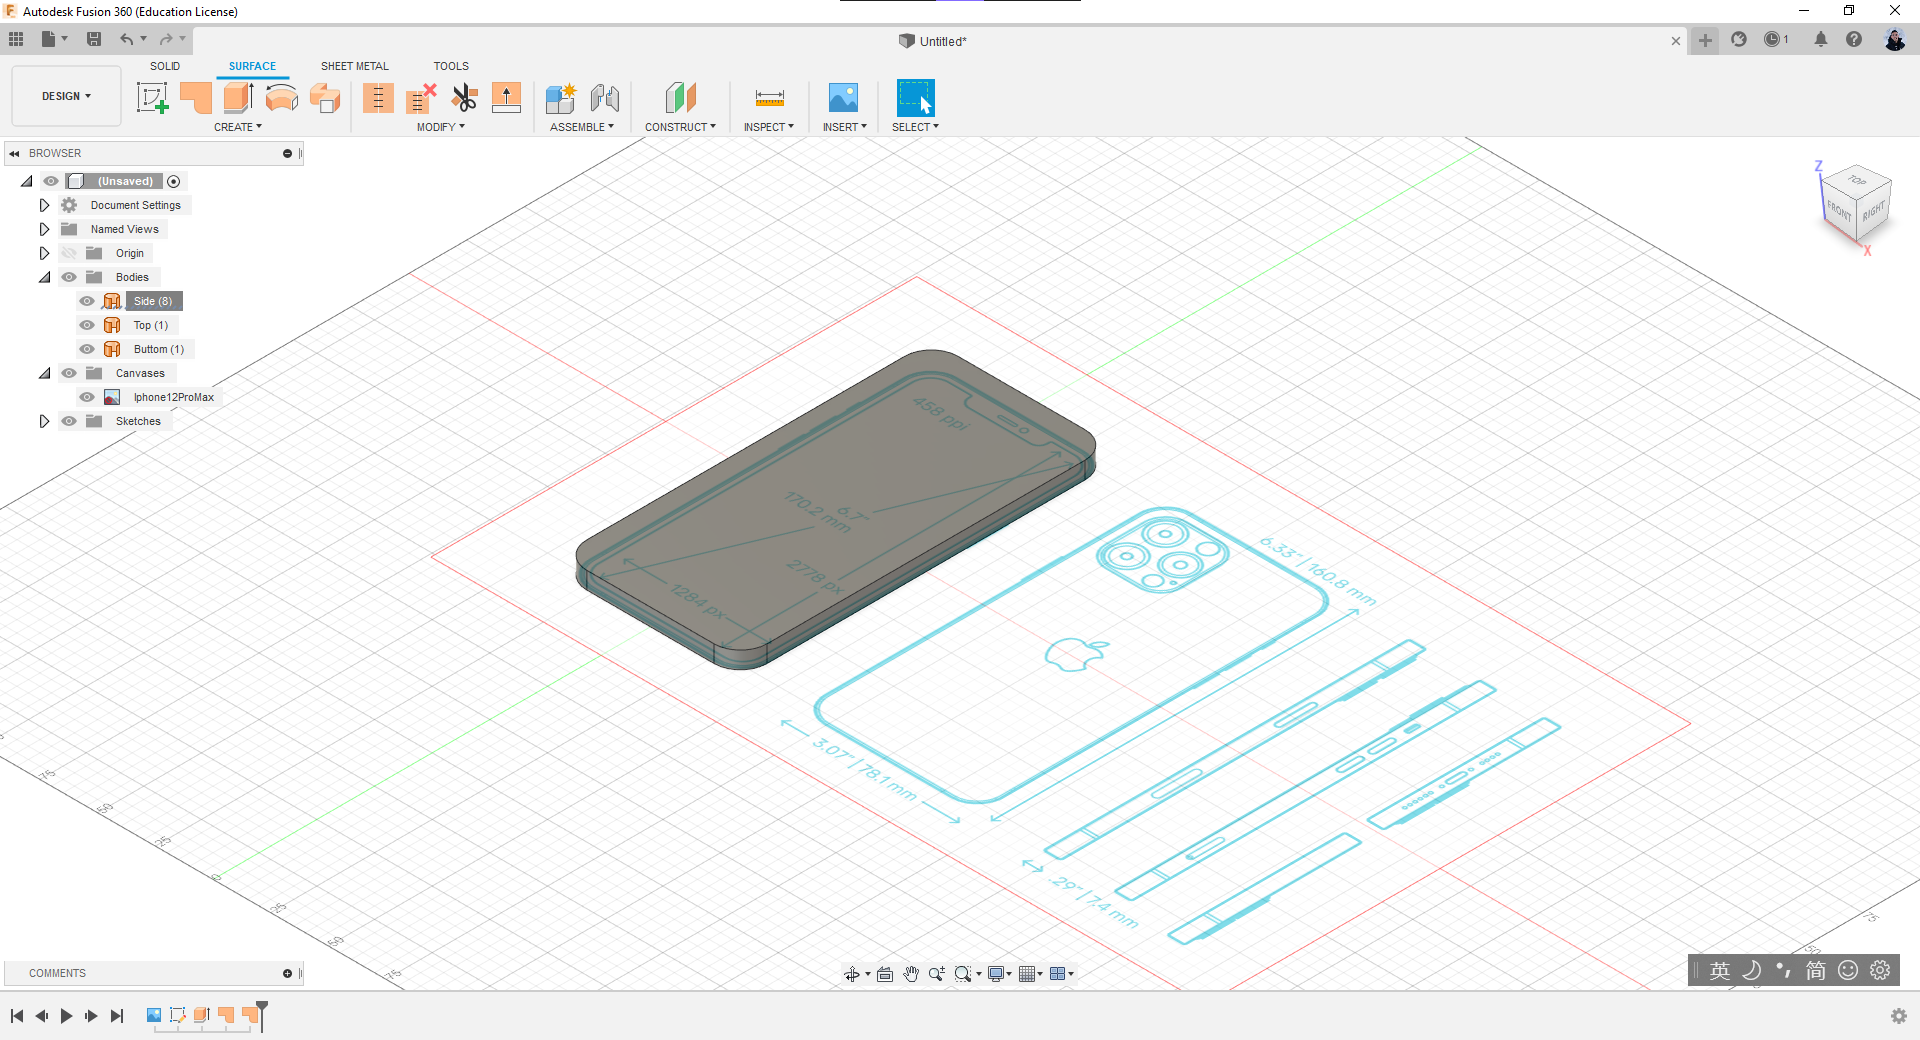 Autodesk Fusion 360 (Education License)
Untitled*
1
SOLID
SURFACE
SHEET METAL
TOOLS
DESIGN
CREATE
MODIFY
ASSEMBLE
CONSTRUCT
INSPECT
INSERT
SELECT
BROWSER
(Unsaved)
Document Settings
Named Views
Origin
Bodies
Side (8)
Top (1)
Buttom (1)
Canvases
Iphone12ProMax
Sketches
Z
TOP
FRONT
RIGHT
X
458 ppi
170.2 mm
6.7"
2778 px
1284 px
6.33" | 160.8 mm
3.07" | 78.1 mm
.29" | 7.4 mm
75
50
25
0
25
50
75
75
50
COMMENTS
英
简